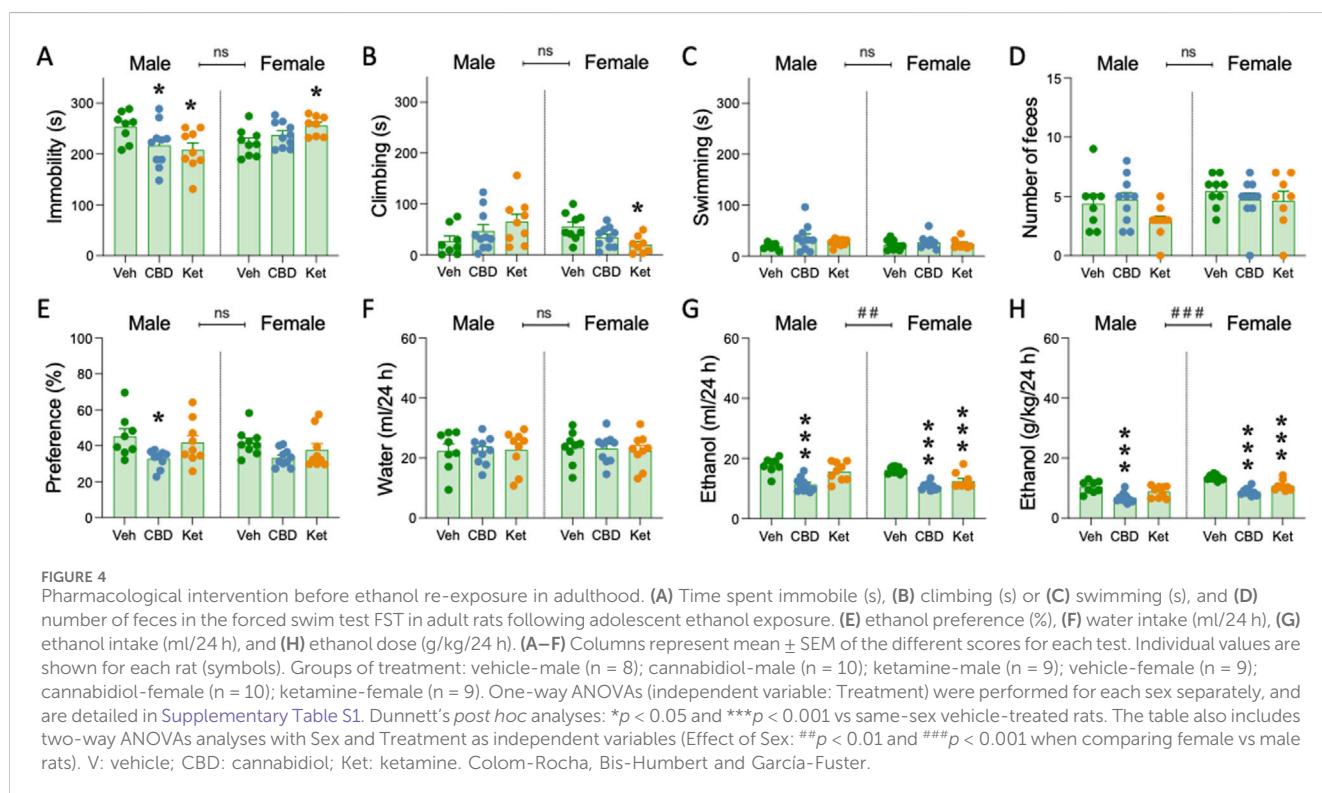 A
Male
ns
Female
Immobility (s)
300
200
100
0
*
*
*
Veh CBD Ket
Veh CBD Ket
B
Male
ns
Female
Climbing (s)
300
200
100
0
*
Veh CBD Ket
Veh CBD Ket
C
Male
ns
Female
Swimming (s)
300
200
100
0
Veh CBD Ket
Veh CBD Ket
D
Male
ns
Female
Number of feces
15
10
5
0
Veh CBD Ket
Veh CBD Ket
E
Male
ns
Female
Preference (%)
100
80
60
40
20
0
*
Veh CBD Ket
Veh CBD Ket
F
Male
ns
Female
Water (ml/24 h)
60
40
20
0
Veh CBD Ket
Veh CBD Ket
G
Male
##
Female
Ethanol (ml/24 h)
60
40
20
0
***
***
***
Veh CBD Ket
Veh CBD Ket
H
Male
###
Female
Ethanol (g/kg/24 h)
60
40
20
0
***
***
***
Veh CBD Ket
Veh CBD Ket
FIGURE 4
Pharmacological intervention before ethanol re-exposure in adulthood. (A) Time spent immobile (s), (B) climbing (s) or (C) swimming (s), and (D)
number of feces in the forced swim test FST in adult rats following adolescent ethanol exposure. (E) ethanol preference (%), (F) water intake (ml/24 h), (G)
ethanol intake (ml/24 h), and (H) ethanol dose (g/kg/24 h). (A–F) Columns represent mean ± SEM of the different scores for each test. Individual values are
shown for each rat (symbols). Groups of treatment: vehicle-male (n = 8); cannabidiol-male (n = 10); ketamine-male (n = 9); vehicle-female (n = 9);
cannabidiol-female (n = 10); ketamine-female (n = 9). One-way ANOVAs (independent variable: Treatment) were performed for each sex separately, and
are detailed in Supplementary Table S1. Dunnett's post hoc analyses: *p < 0.05 and ***p < 0.001 vs same-sex vehicle-treated rats. The table also includes
two-way ANOVAs analyses with Sex and Treatment as independent variables (Effect of Sex: ##p < 0.01 and ###p < 0.001 when comparing female vs male
rats). V: vehicle; CBD: cannabidiol; Ket: ketamine. Colom-Rocha, Bis-Humbert and García-Fuster.